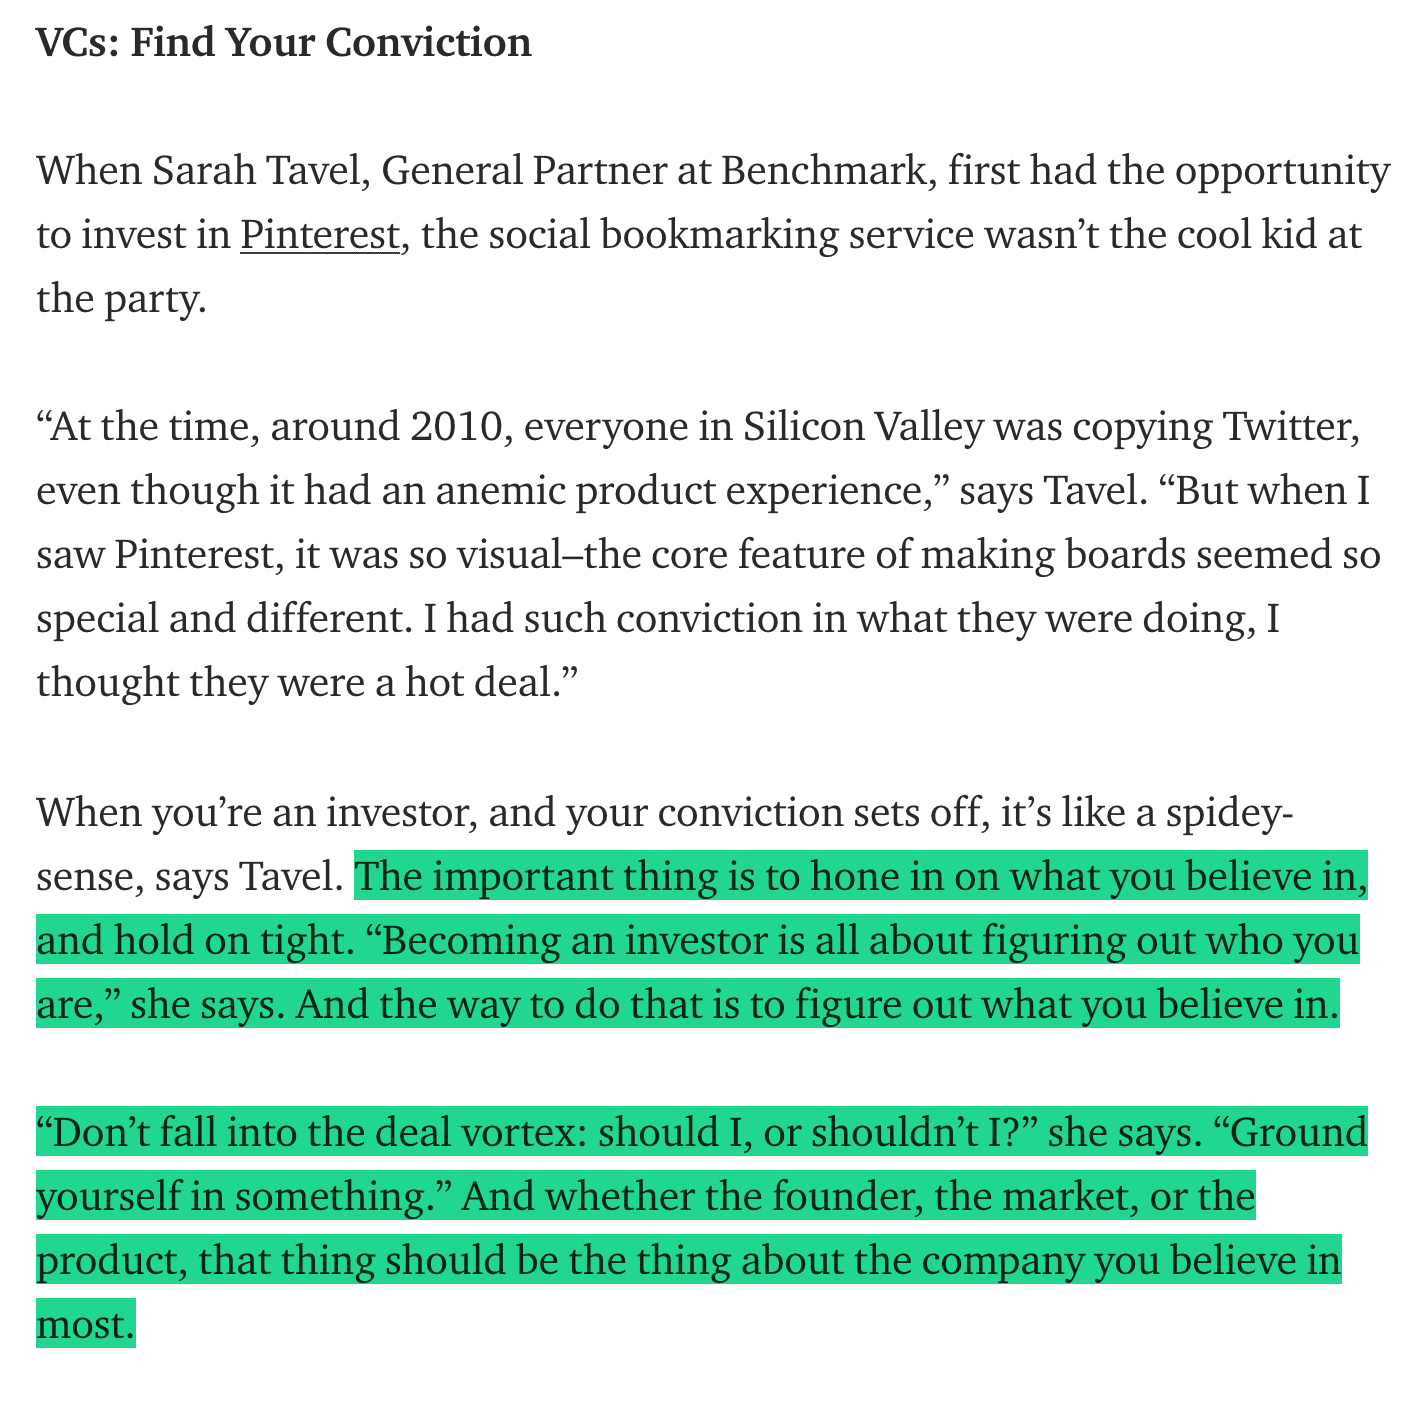 VCs: Find Your Conviction
When Sarah Tavel, General Partner at Benchmark, first had the opportunity
to invest in Pinterest, the social bookmarking service wasn’t the cool kid at
the party.
“At the time, around 2010, everyone in Silicon Valley was copying Twitter,
even though it had an anemic product experience,” says Tavel. “But when I
saw Pinterest, it was so visual—the core feature of making boards seemed so
special and different. I had such conviction in what they were doing, I
thought they were a hot deal.”
When you’re an investor, and your conviction sets off, it’s like a spidey-
sense, says Tavel. The important thing is to hone in on what you believe in,
and hold on tight. “Becoming an investor is all about figuring out who you
are,” she says. And the way to do that is to figure out what you believe in.
“Don’t fall into the deal vortex: should I, or shouldn’t I?” she says. “Ground
yourself in something.” And whether the founder, the market, or the
product, that thing should be the thing about the company you believe in
most.